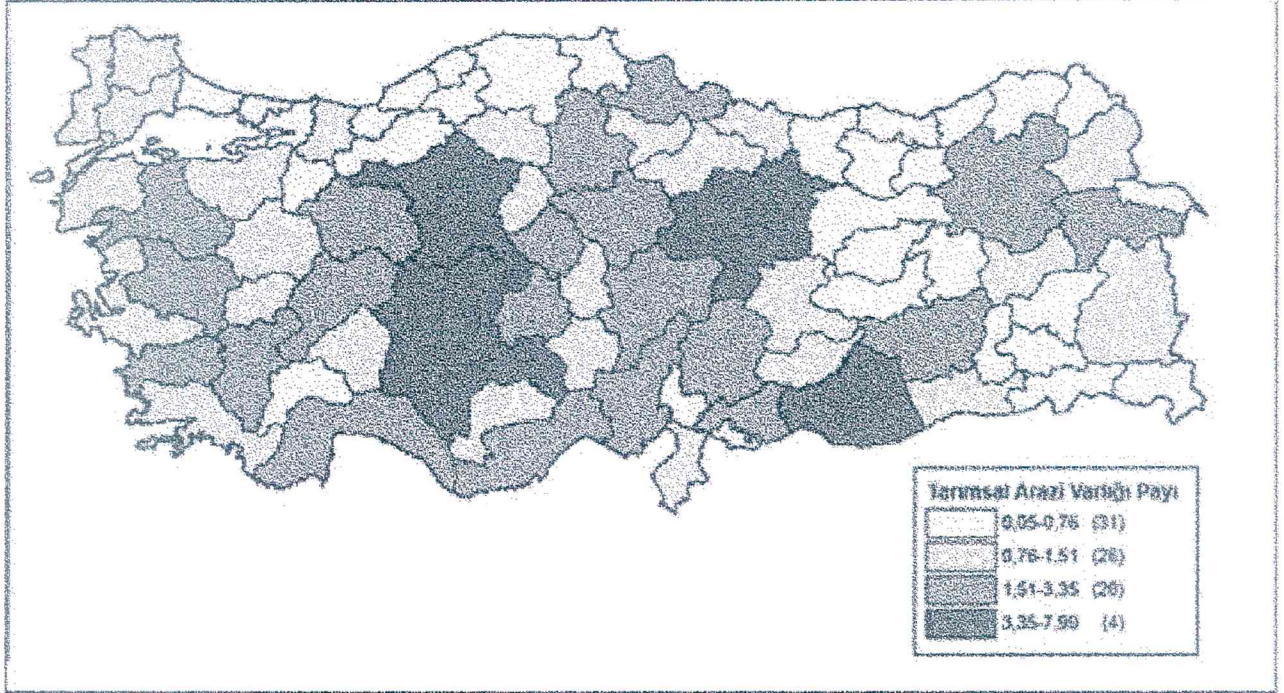 Tarımsal Arazi Varlığı Payı
0,05-0,76 (31)
0,76-1,51 (26)
1,51-3,35 (20)
3,35-7,90 (4)